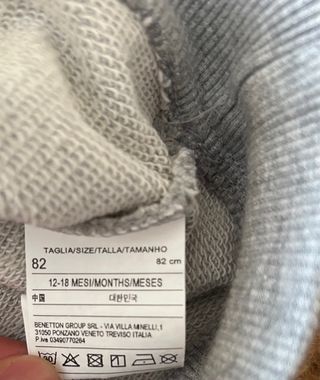 TAGLIA/SIZE/TALLA/TAMANHO
82 82 cm
12-18 MESI/MONTHS/MESES
中国 대한민국
BENETTON GROUP SRL - VIA VILLA MINELLI,1
31050 PONZANO VENETO TREVISO ITALIA
P.iva 03490770264
30